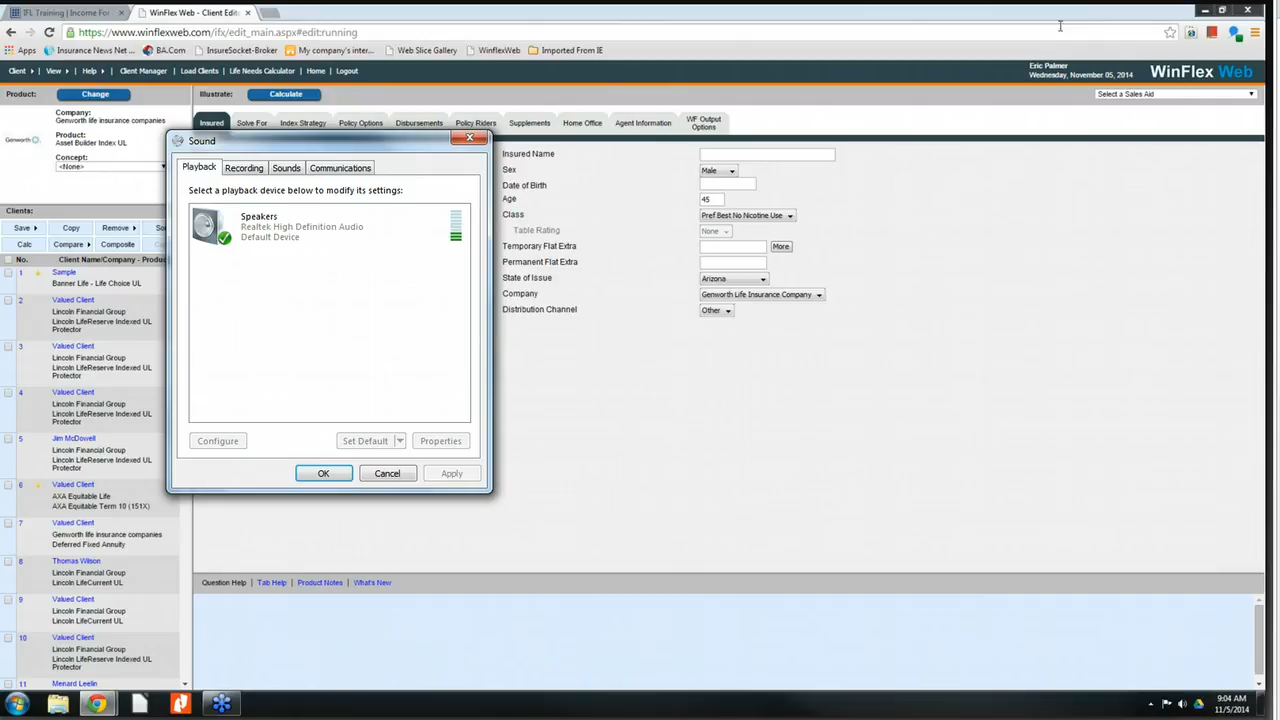 IFL Training | Income For
WinFlex Web - Client Edit
https://www.winflexweb.com/ifx/edit_main.aspx#edit:running
Apps Insurance News Net BA.Com InsureSocket-Broker My company's inter... Web Slice Gallery WinflexWeb Imported From IE
Client View Help Client Manager Load Clients Life Needs Calculator Home Logout
Eric Palmer
Wednesday, November 05, 2014
WinFlex Web
Product: Change
Illustrate: Calculate
Select a Sales Aid
Company:
Genworth life insurance companies
Genworth
Product:
Asset Builder Index UL
Concept:
<None>
Insured Solve For Index Strategy Policy Options Disbursements Policy Riders Supplements Home Office Agent Information WF Output
Options
Clients:
Save Copy Remove
Calc Compare Composite
No. Client Name/Company - Produc
1 Sample
Banner Life - Life Choice UL
2 Valued Client
Lincoln Financial Group
Lincoln LifeReserve Indexed UL
Protector
3 Valued Client
Lincoln Financial Group
Lincoln LifeReserve Indexed UL
Protector
4 Valued Client
Lincoln Financial Group
Lincoln LifeReserve Indexed UL
Protector
5 Jim McDowell
Lincoln Financial Group
Lincoln LifeReserve Indexed UL
Protector
6 Valued Client
AXA Equitable Life
AXA Equitable Term 10 (151X)
7 Valued Client
Genworth life insurance companies
Deferred Fixed Annuity
8 Thomas Wilson
Lincoln Financial Group
Lincoln LifeCurrent UL
9 Valued Client
Lincoln Financial Group
Lincoln LifeCurrent UL
10 Valued Client
Lincoln Financial Group
Lincoln LifeReserve Indexed UL
Protector
11 Menard Leelin
Sound
Playback Recording Sounds Communications
Select a playback device below to modify its settings:
Speakers
Realtek High Definition Audio
Default Device
Configure Set Default Properties
OK Cancel Apply
Insured Name
Sex Male
Date of Birth
Age 45
Class Pref Best No Nicotine Use
Table Rating None
Temporary Flat Extra More
Permanent Flat Extra
State of Issue Arizona
Company Genworth Life Insurance Company
Distribution Channel Other
Question Help | Tab Help | Product Notes | What's New
9:04 AM
11/5/2014